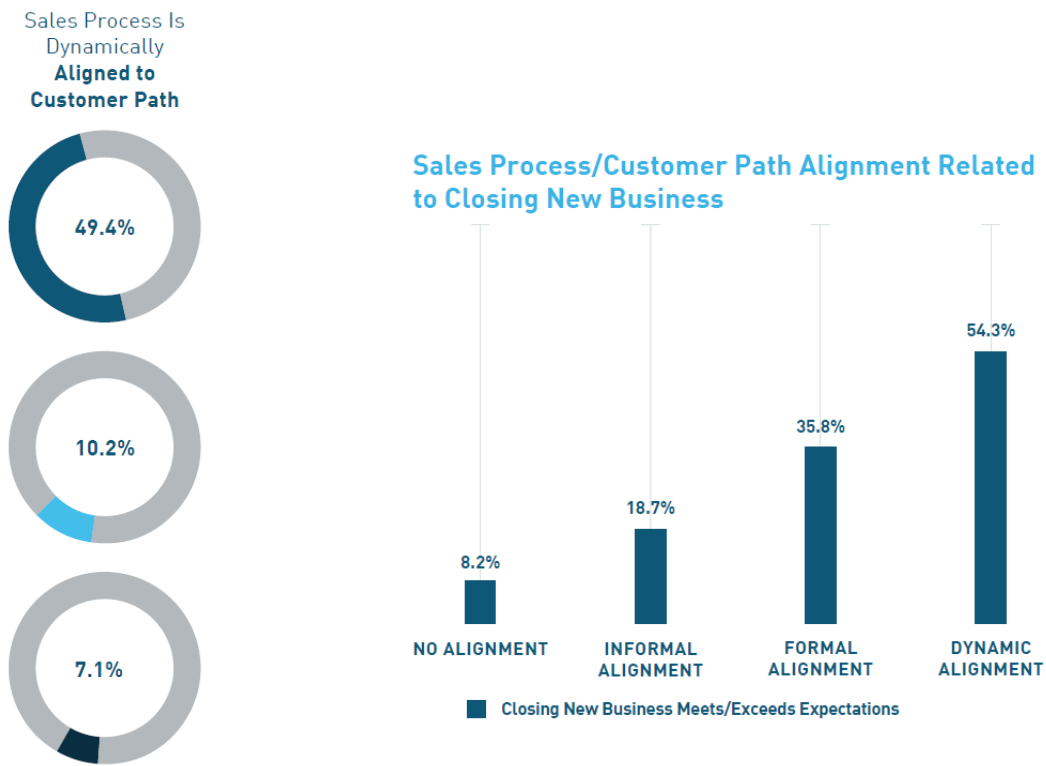 Sales Process Is
Dynamically
Aligned to
Customer Path
49.4%
10.2%
7.1%
Sales Process/Customer Path Alignment Related
to Closing New Business
8.2%
18.7%
35.8%
54.3%
NO ALIGNMENT
INFORMAL
ALIGNMENT
FORMAL
ALIGNMENT
DYNAMIC
ALIGNMENT
Closing New Business Meets/Exceeds Expectations